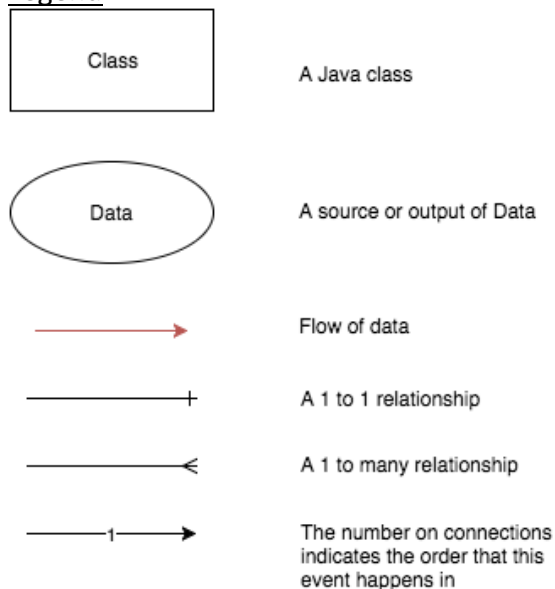 Class
A Java class
Data
A source or output of Data
Flow of data
A 1 to 1 relationship
A 1 to many relationship
1
The number on connections
indicates the order that this
event happens in